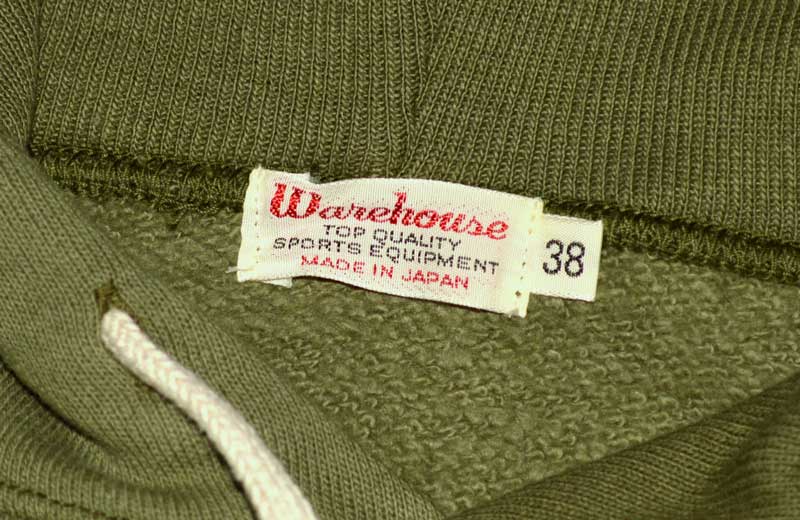 Warehouse
TOP QUALITY
SPORTS EQUIPMENT
MADE IN JAPAN
38